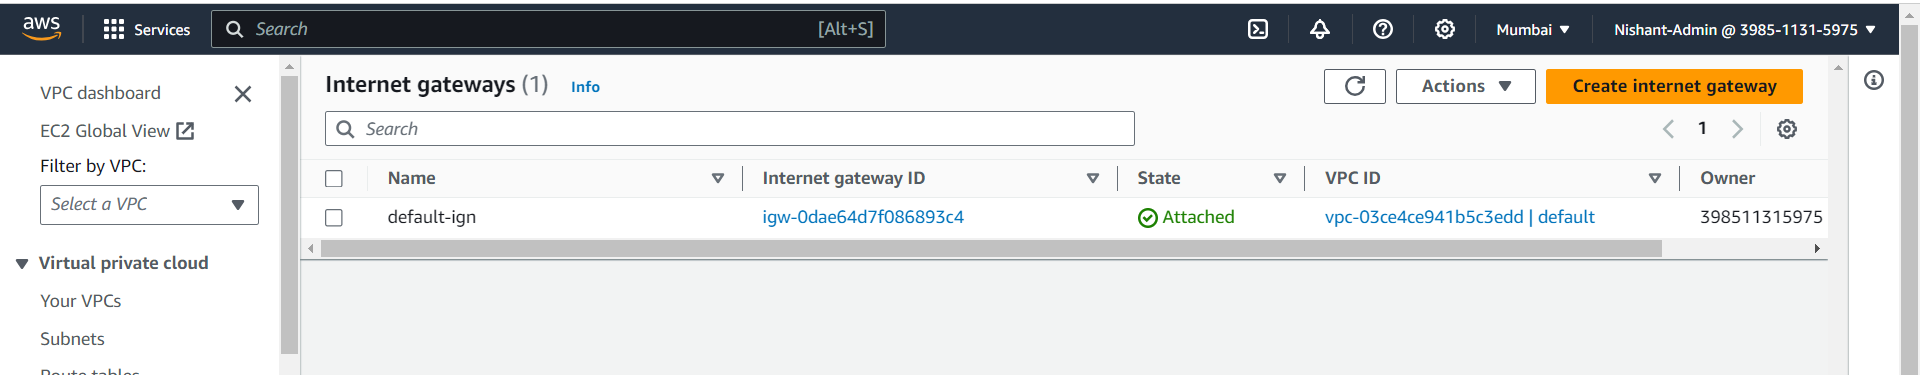 aws Services Search [Alt+S] Mumbai Nishant-Admin @ 3985-1131-5975
VPC dashboard
EC2 Global View
Filter by VPC:
Select a VPC
Virtual private cloud
Your VPCs
Subnets
Route tables
Internet gateways (1) Info Actions Create internet gateway
Search 1
Name Internet gateway ID State VPC ID Owner
default-ign igw-0dae64d7f086893c4 Attached vpc-03ce4ce941b5c3edd | default 398511315975